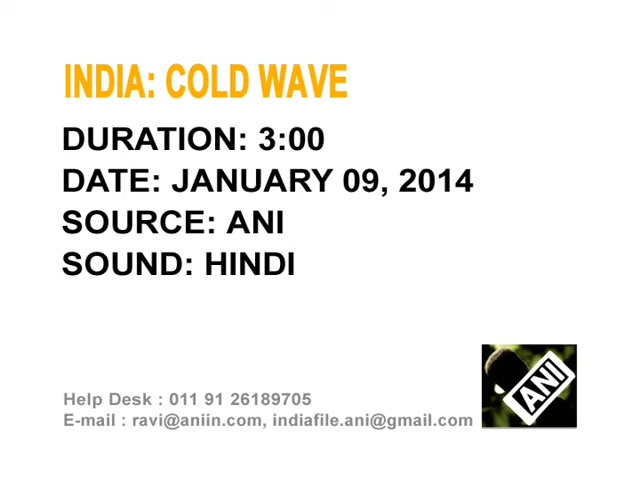 INDIA: COLD WAVE
DURATION: 3:00
DATE: JANUARY 09, 2014
SOURCE: ANI
SOUND: HINDI
Help Desk : 011 91 26189705
E-mail : ravi@aniin.com, indiafile.ani@gmail.com
ANI